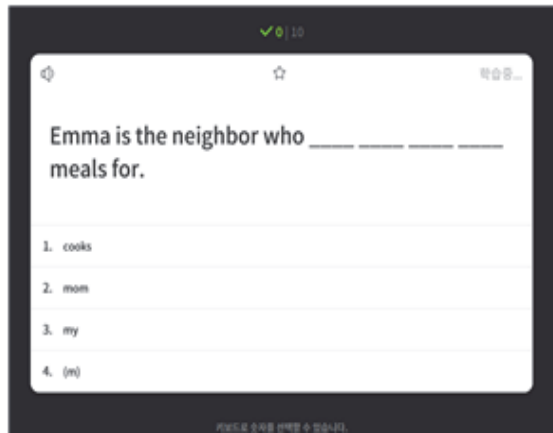 0|10
학습중...
Emma is the neighbor who ____ ____ ____ ____
meals for.
1. cooks
2. mom
3. my
4. (m)
키보드로 숫자를 선택할 수 있습니다.